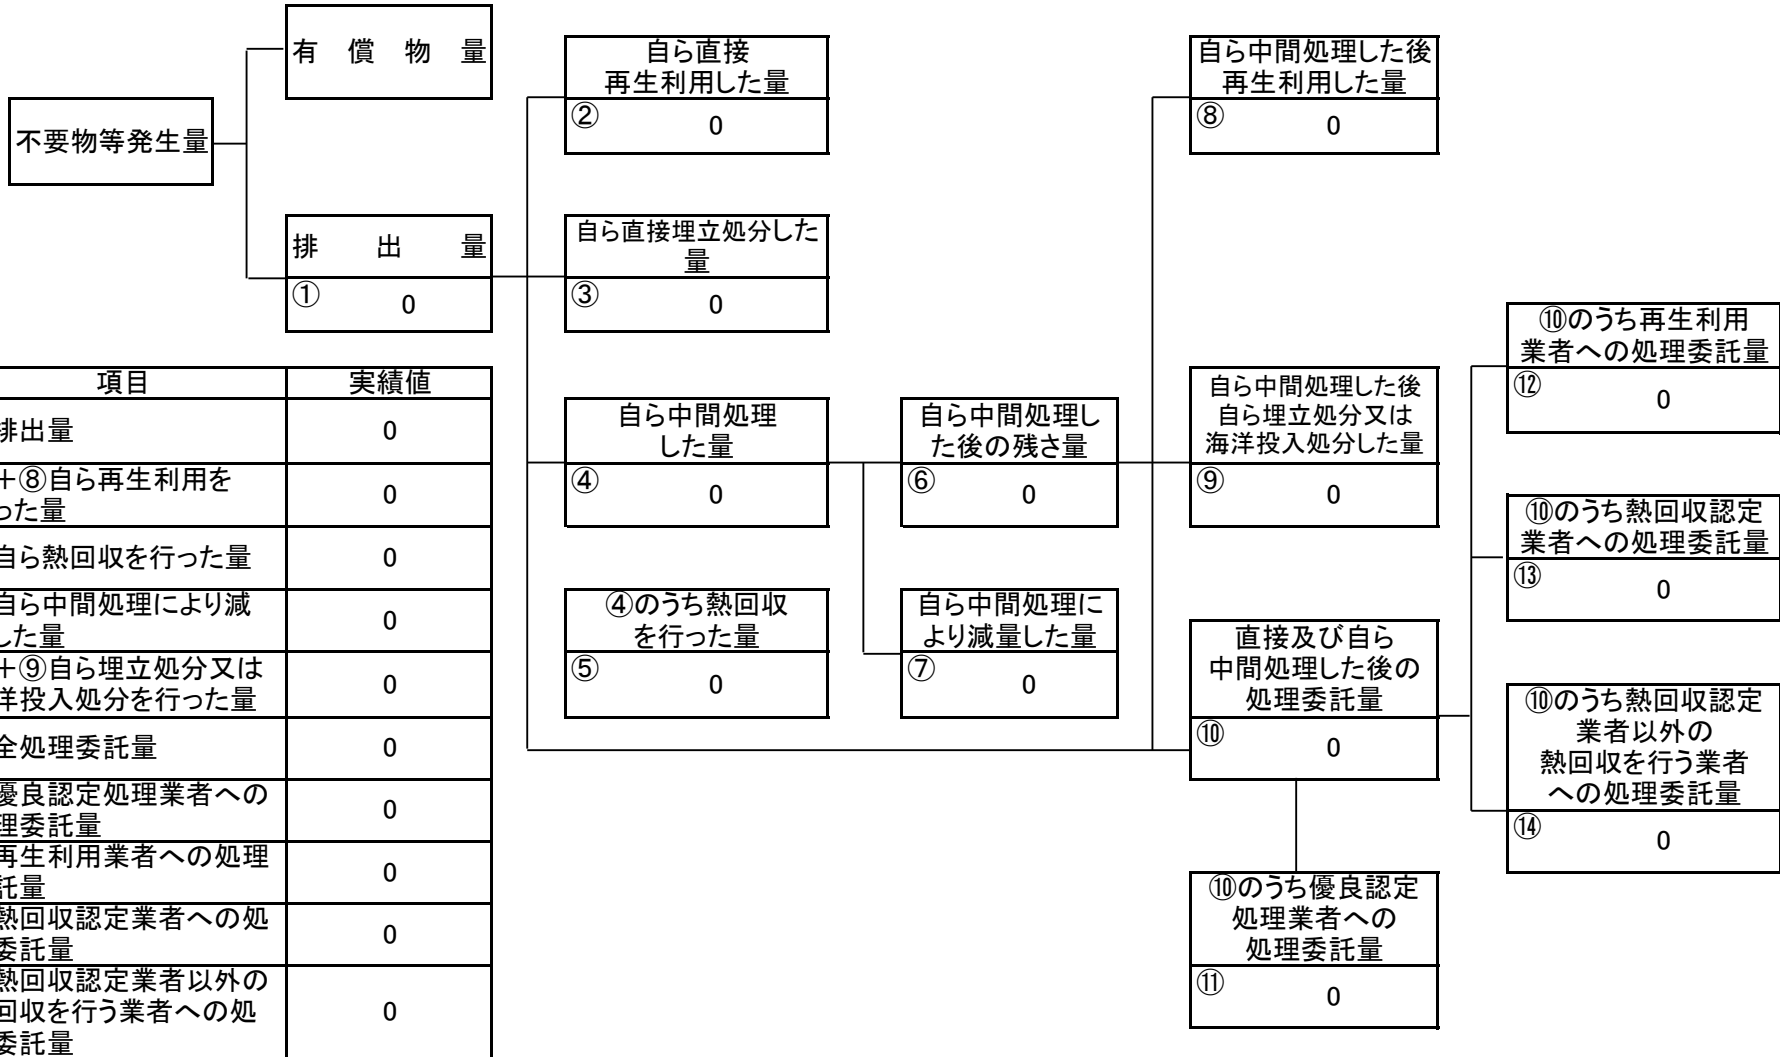 不要物等発生量
有償物量
排出量
①
0
自ら直接
再生利用した量
②
0
自ら直接埋立処分した
量
③
0
自ら中間処理
した量
④
0
④のうち熱回収
を行った量
⑤
0
自ら中間処理し
た後の残さ量
⑥
0
自ら中間処理に
より減量した量
⑦
0
自ら中間処理した後
再生利用した量
⑧
0
自ら中間処理した後
自ら埋立処分又は
海洋投入処分した量
⑨
0
直接及び自ら
中間処理した後の
処理委託量
⑩
0
⑩のうち優良認定
処理業者への
処理委託量
⑪
0
⑩のうち再生利用
業者への処理委託量
⑫
0
⑩のうち熱回収認定
業者への処理委託量
⑬
0
⑩のうち熱回収認定
業者以外の
熱回収を行う業者
への処理委託量
⑭
0
項目 実績値
排出量 0
+⑧自ら再生利用を
った量 0
自ら熱回収を行った量 0
自ら中間処理により減
した量 0
+⑨自ら埋立処分又は
洋投入処分を行った量 0
全処理委託量 0
優良認定処理業者への
理委託量 0
再生利用業者への処理
託量 0
熱回収認定業者への処
委託量 0
熱回収認定業者以外の
回収を行う業者への処
委託量 0